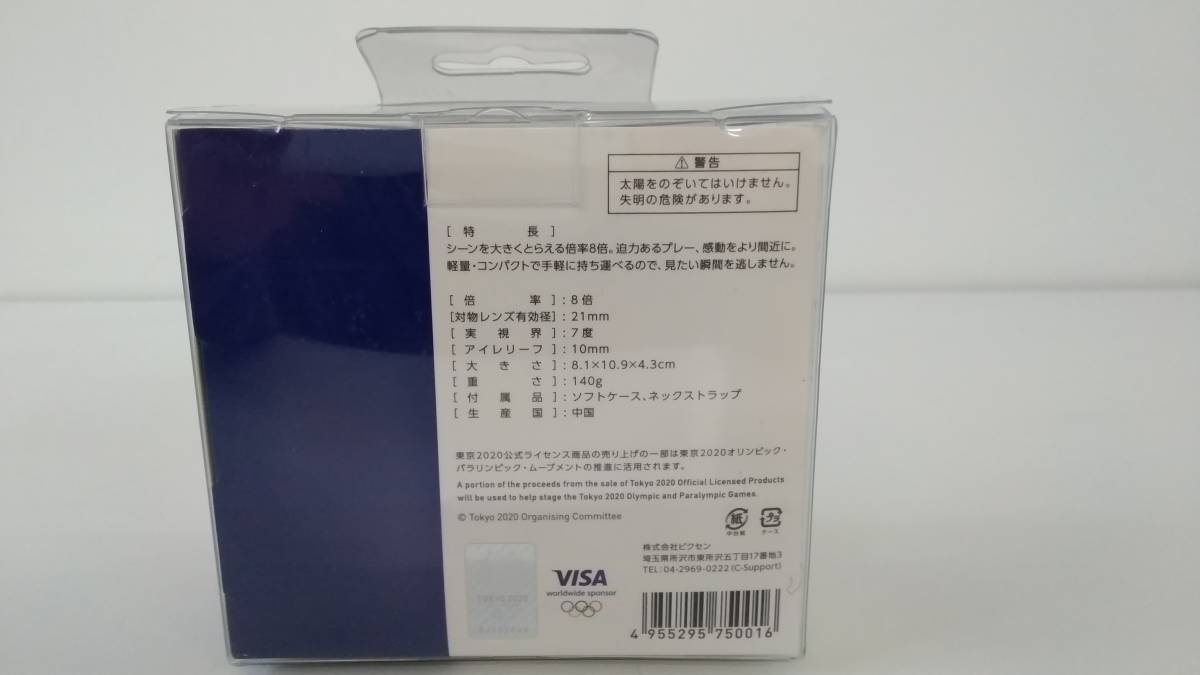 ⚠ 警告
太陽をのぞいてはいけません。
失明の危険があります。
[ 特 長 ]
シーンを大きくとらえる倍率8倍。迫力あるプレー、感動をより間近に。
軽量・コンパクトで手軽に持ち運べるので、見たい瞬間を逃しません。
[ 倍 率 ] : 8倍
[対物レンズ有効径] : 21mm
[ 実 視 界 ] : 7度
[ アイレリーフ ] : 10mm
[ 大 き さ ] : 8.1×10.9×4.3cm
[ 重 さ ] : 140g
[ 付 属 品 ] : ソフトケース、ネックストラップ
[ 生 産 国 ] : 中国
東京2020公式ライセンス商品の売り上げの一部は東京2020オリンピック・
パラリンピック・ムーブメントの推進に活用されます。
A portion of the proceeds from the sale of Tokyo 2020 Official Licensed Products
will be used to help stage the Tokyo 2020 Olympic and Paralympic Games.
© Tokyo 2020 Organising Committee
紙
中台紙
プラ
ケース
株式会社ビクセン
埼玉県所沢市東所沢五丁目17番地3
TEL : 04-2969-0222 (C-Support)
TOKYO 2020
VISA
worldwide sponsor
4 955295 750016